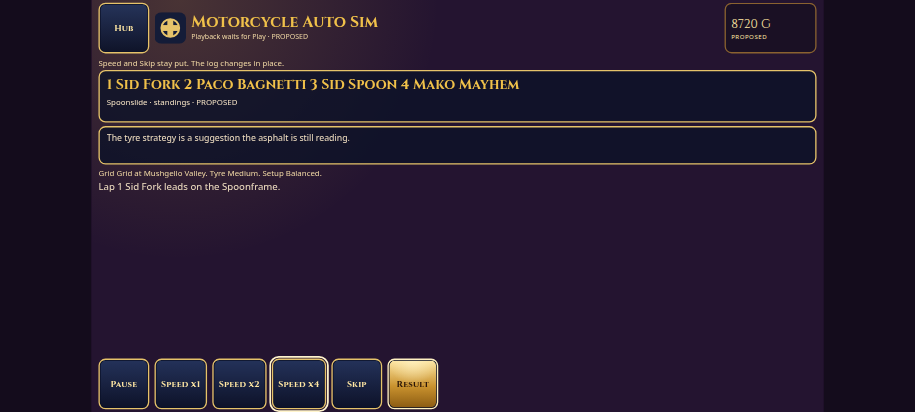 Hub
Motorcycle Auto Sim
Playback waits for Play · PROPOSED
8720 G
PROPOSED
Speed and Skip stay put. The log changes in place.
1 Sid Fork 2 Paco Bagnetti 3 Sid Spoon 4 Mako Mayhem
Spoonslide · standings · PROPOSED
The tyre strategy is a suggestion the asphalt is still reading.
Grid Grid at Mushgello Valley. Tyre Medium. Setup Balanced.
Lap 1 Sid Fork leads on the Spoonframe.
Pause
Speed x1
Speed x2
Speed x4
Skip
Result